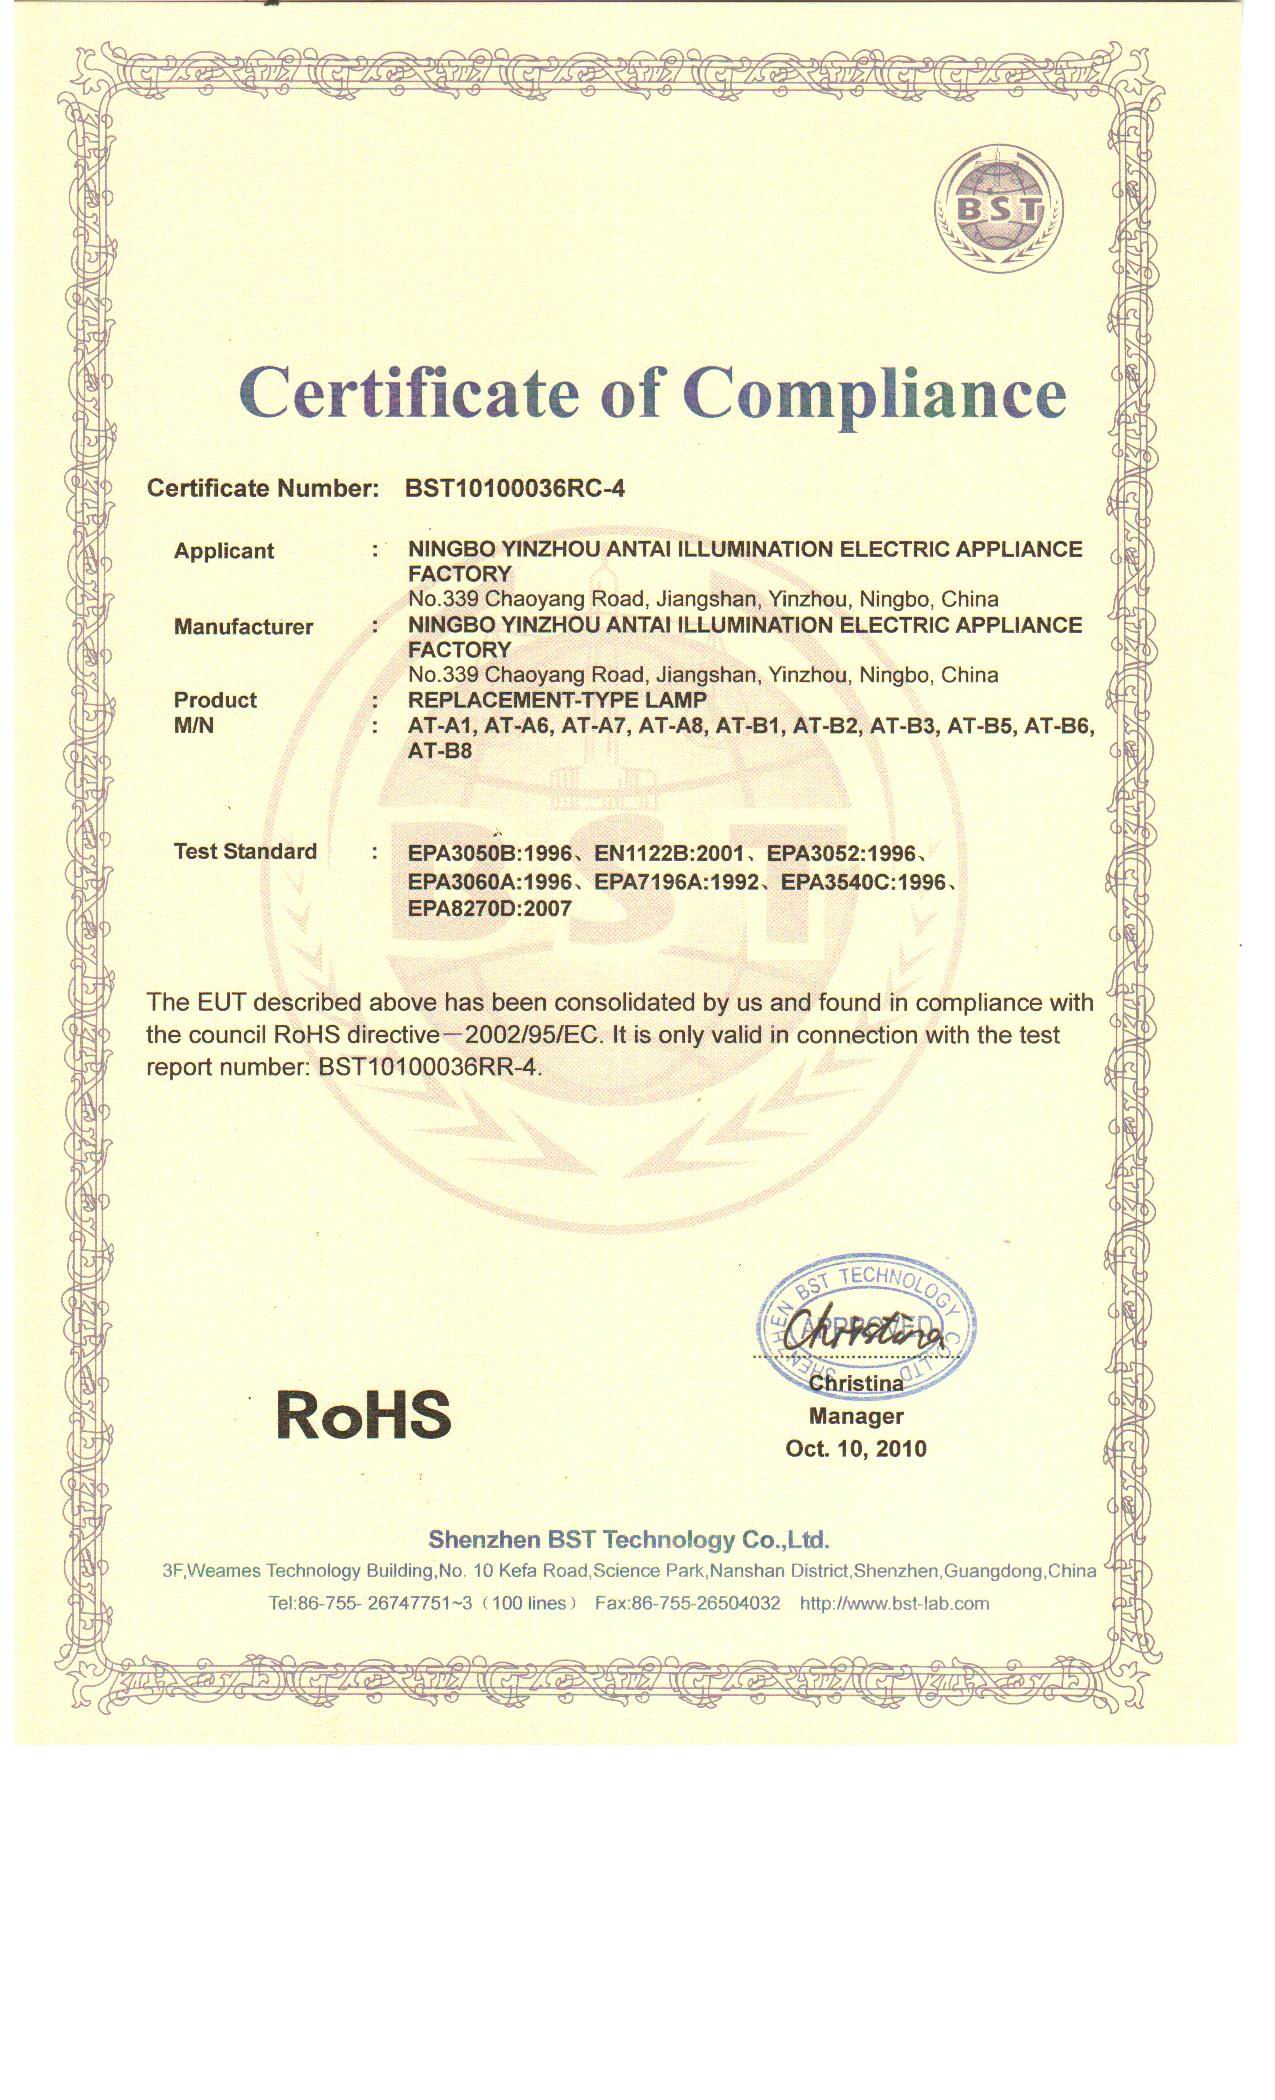 BST
Certificate of Compliance
Certificate Number: BST10100036RC-4
Applicant : NINGBO YINZHOU ANTAI ILLUMINATION ELECTRIC APPLIANCE
FACTORY
No.339 Chaoyang Road, Jiangshan, Yinzhou, Ningbo, China
Manufacturer : NINGBO YINZHOU ANTAI ILLUMINATION ELECTRIC APPLIANCE
FACTORY
No.339 Chaoyang Road, Jiangshan, Yinzhou, Ningbo, China
Product : REPLACEMENT-TYPE LAMP
M/N : AT-A1, AT-A6, AT-A7, AT-A8, AT-B1, AT-B2, AT-B3, AT-B5, AT-B6,
AT-B8
BST
Test Standard : EPA3050B:1996、EN1122B:2001、EPA3052:1996、
EPA3060A:1996、EPA7196A:1992、EPA3540C:1996、
EPA8270D:2007
The EUT described above has been consolidated by us and found in compliance with
the council RoHS directive—2002/95/EC. It is only valid in connection with the test
report number: BST10100036RR-4.
SHENZHEN BST TECHNOLOGY CO.,LTD
APPROVED
Christina
Christina
Manager
RoHS
Oct. 10, 2010
Shenzhen BST Technology Co.,Ltd.
3F,Weames Technology Building,No. 10 Kefa Road,Science Park,Nanshan District,Shenzhen,Guangdong,China
Tel:86-755- 26747751~3（100 lines） Fax:86-755-26504032 http://www.bst-lab.com